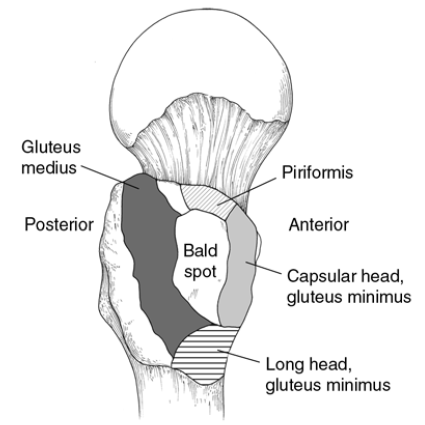 Gluteus
medius
Piriformis
Posterior
Anterior
Bald
spot
Capsular head,
gluteus minimus
Long head,
gluteus minimus